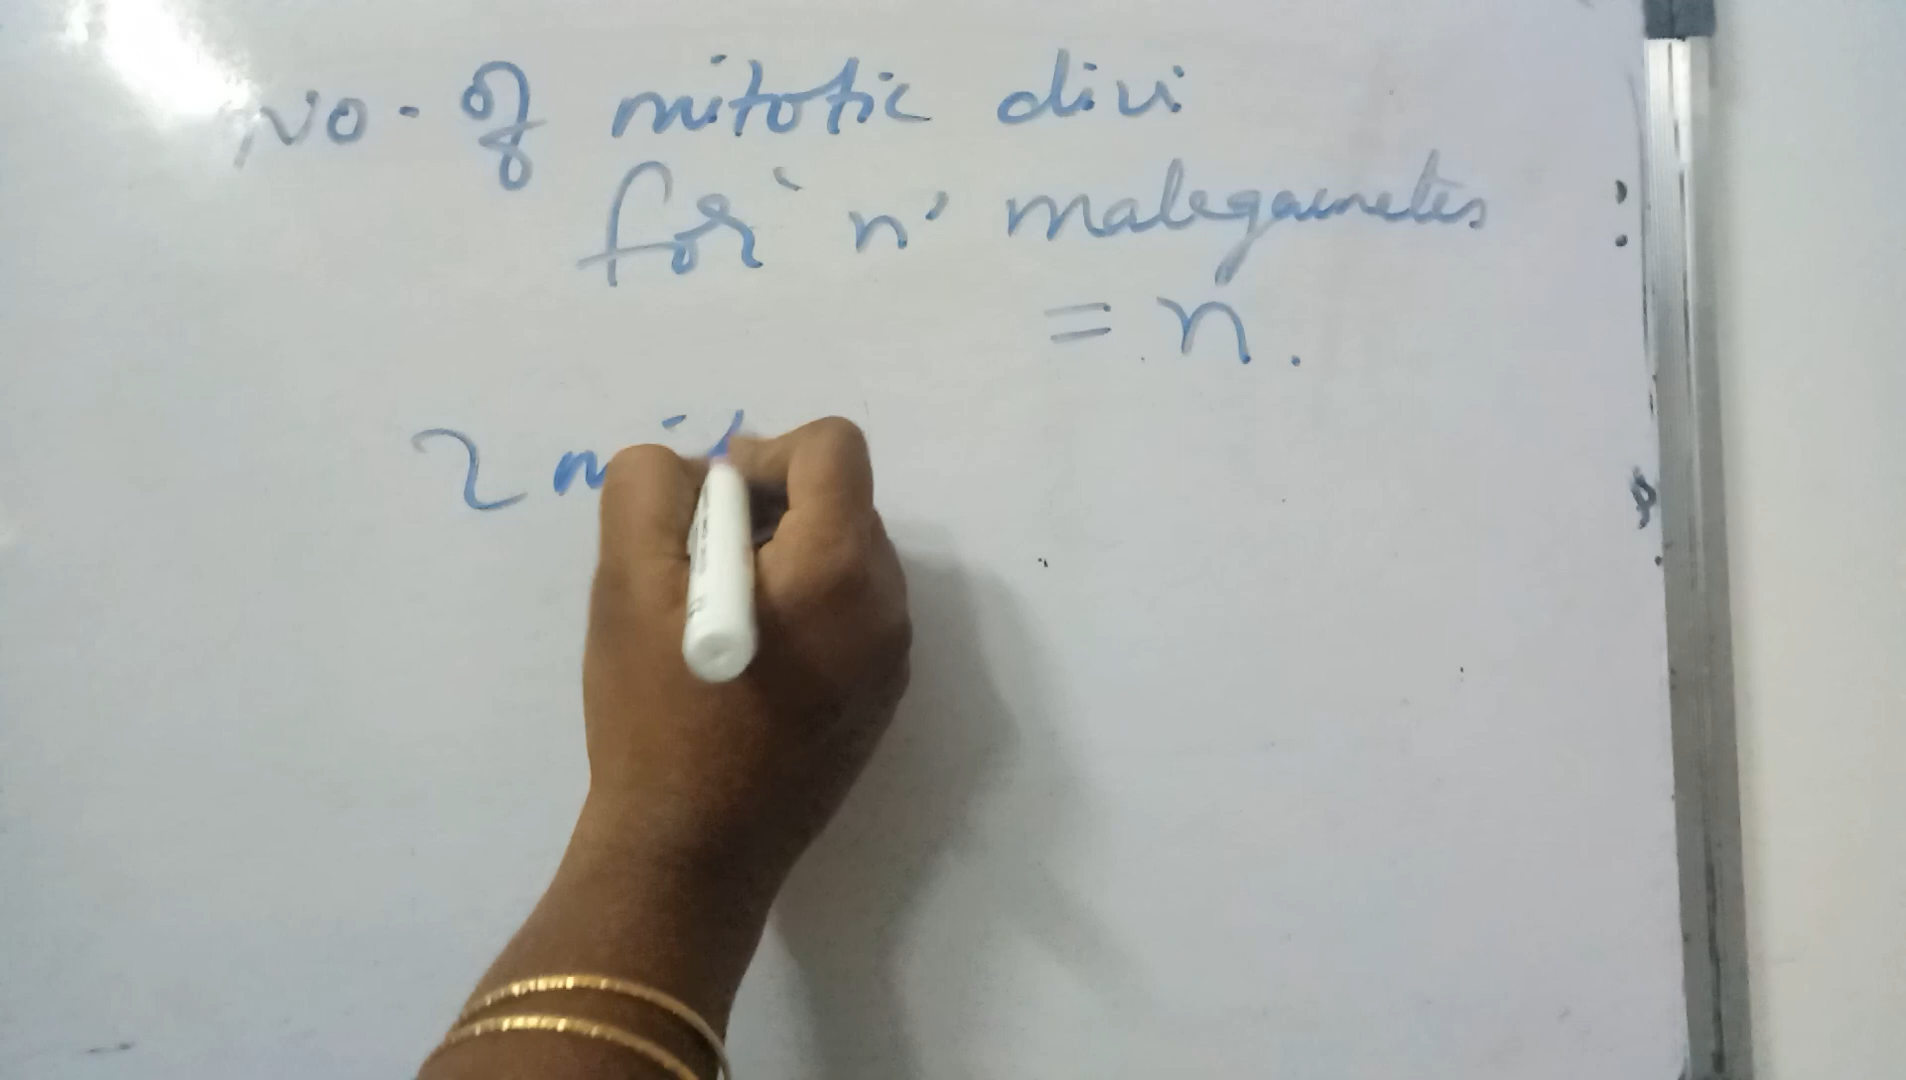 No. of mitotic divi
for 'n' malegametes
= n.
2